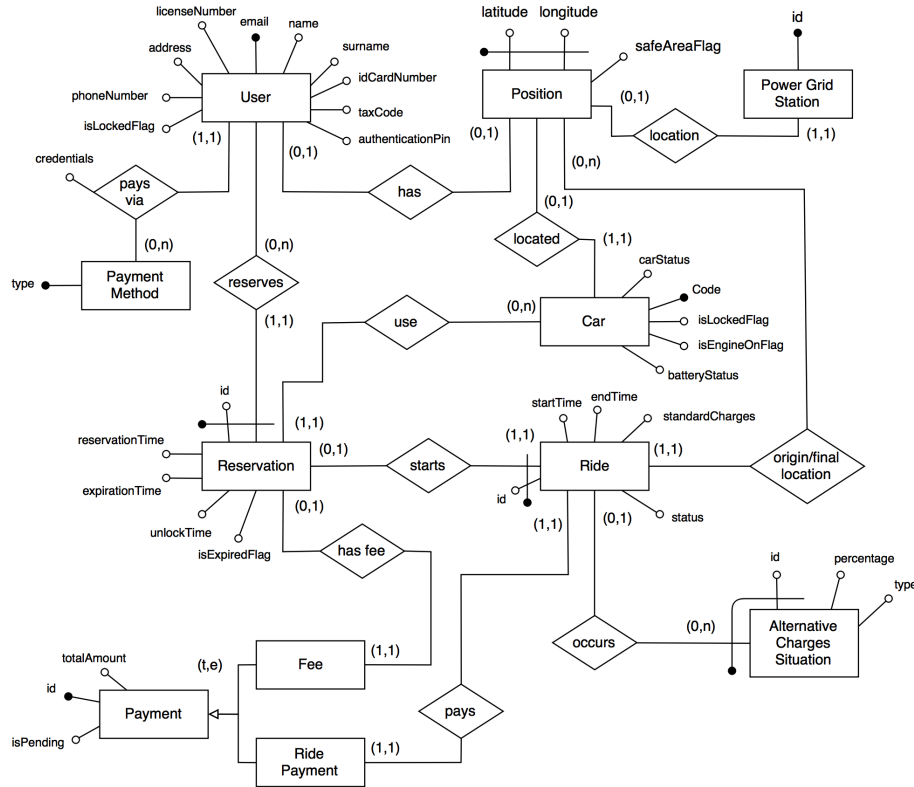 licenseNumber
email
name
latitude
longitude
id
address
surname
safeAreaFlag
idCardNumber
phoneNumber
User
Position
Power Grid
Station
taxCode
isLockedFlag
authenticationPin
(1,1)
(0,1)
(0,1)
(0,1)
(0,n)
location
(1,1)
credentials
pays
via
has
(0,1)
(0,n)
(0,n)
located
(1,1)
type
Payment
Method
reserves
carStatus
Code
(1,1)
(0,n)
use
Car
isLockedFlag
isEngineOnFlag
batteryStatus
id
(1,1)
startTime
endTime
standardCharges
reservationTime
(0,1)
(1,1)
(1,1)
Reservation
starts
Ride
origin/final
location
expirationTime
id
(0,1)
(1,1)
(0,1)
status
unlockTime
isExpiredFlag
has fee
id
percentage
type
(0,n)
occurs
Alternative
Charges
Situation
totalAmount
(t,e)
Fee
(1,1)
id
Payment
pays
isPending
Ride
Payment
(1,1)